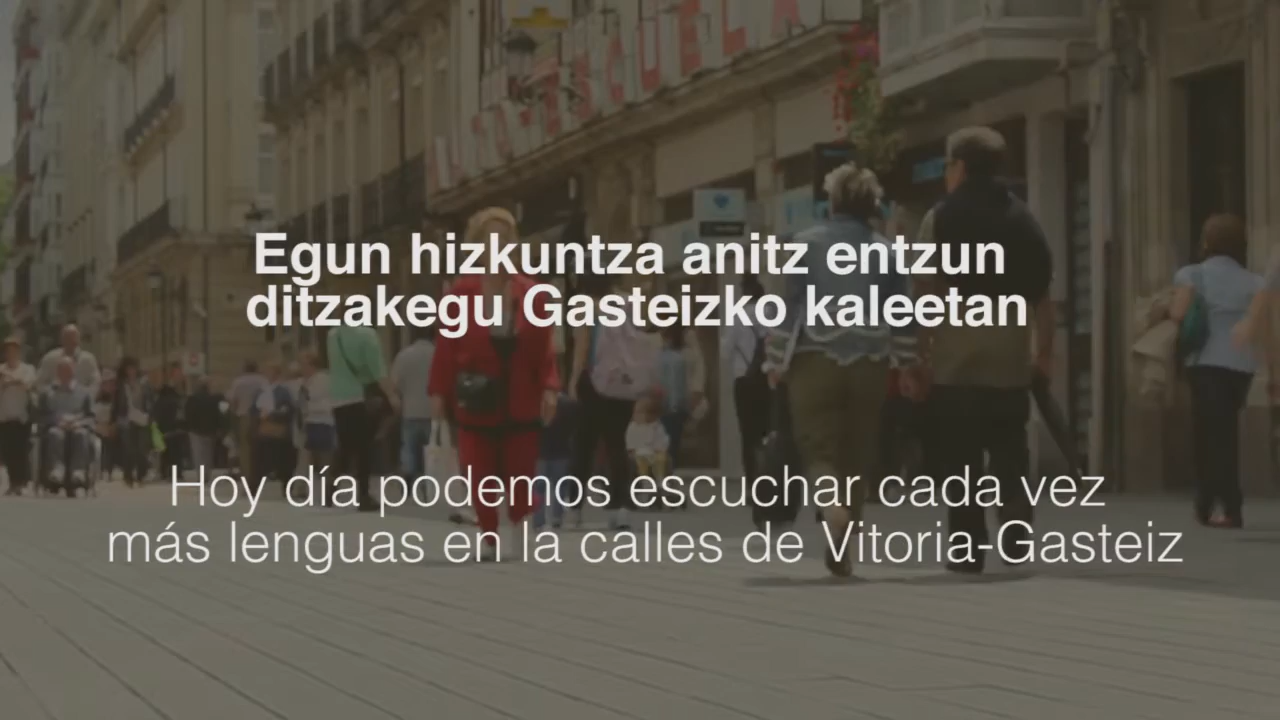 Egun hizkuntza anitz entzun
ditzakegu Gasteizko kaleetan
Hoy día podemos escuchar cada vez
más lenguas en la calles de Vitoria-Gasteiz